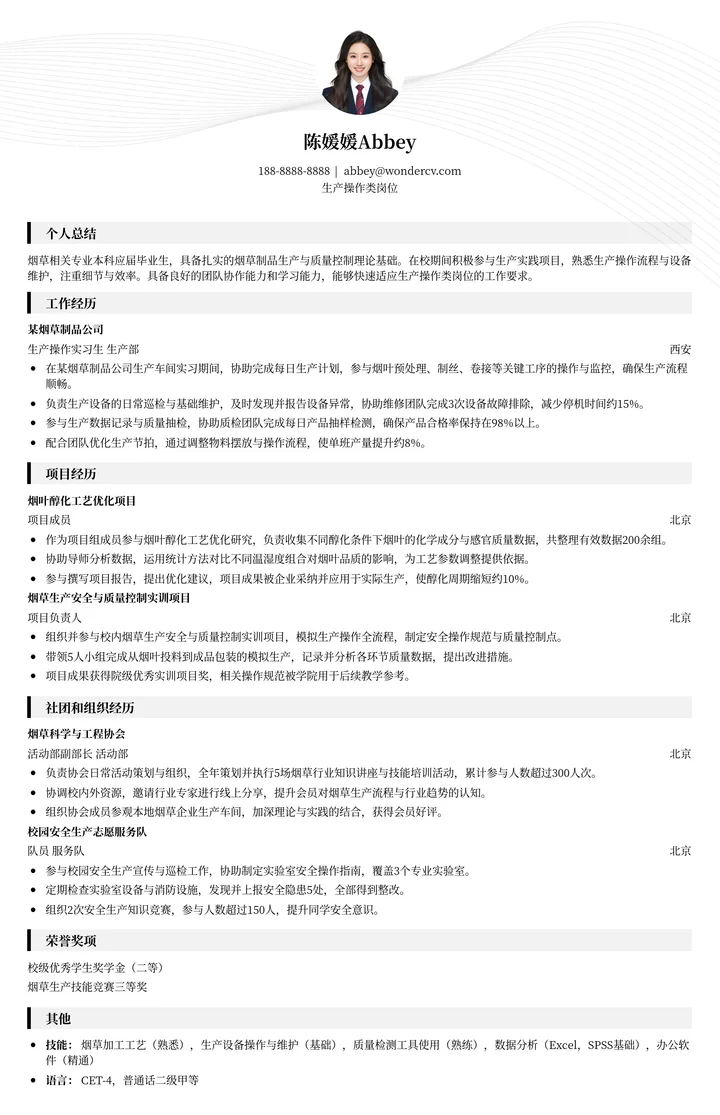 陈媛媛Abbey
188-8888-8888 | abbey@wondercv.com
生产操作类岗位
个人总结
烟草相关专业本科应届毕业生，具备扎实的烟草制品生产与质量控制理论基础。在校期间积极参与生产实践项目，熟悉生产操作流程与设备
维护，注重细节与效率。具备良好的团队协作能力和学习能力，能够快速适应生产操作类岗位的工作要求。
工作经历
某烟草制品公司
生产操作实习生 生产部 西安
• 在某烟草制品公司生产车间实习期间，协助完成每日生产计划，参与烟叶预处理、制丝、卷接等关键工序的操作与监控，确保生产流程
顺畅。
• 负责生产设备的日常巡检与基础维护，及时发现并报告设备异常，协助维修团队完成3次设备故障排除，减少停机时间约15%。
• 参与生产数据记录与质量抽检，协助质检团队完成每日产品抽样检测，确保产品合格率保持在98%以上。
• 配合团队优化生产节拍，通过调整物料摆放与操作流程，使单班产量提升约8%。
项目经历
烟叶醇化工艺优化项目
项目成员 北京
• 作为项目组成员参与烟叶醇化工艺优化研究，负责收集不同醇化条件下烟叶的化学成分与感官质量数据，共整理有效数据200余组。
• 协助导师分析数据，运用统计方法对比不同温湿度组合对烟叶品质的影响，为工艺参数调整提供依据。
• 参与撰写项目报告，提出优化建议，项目成果被企业采纳并应用于实际生产，使醇化周期缩短约10%。
烟草生产安全与质量控制实训项目
项目负责人 北京
• 组织并参与校内烟草生产安全与质量控制实训项目，模拟生产操作全流程，制定安全操作规范与质量控制点。
• 带领5人小组完成从烟叶投料到成品包装的模拟生产，记录并分析各环节质量数据，提出改进措施。
• 项目成果获得院级优秀实训项目奖，相关操作规范被学院用于后续教学参考。
社团和组织经历
烟草科学与工程协会
活动部副部长 活动部 北京
• 负责协会日常活动策划与组织，全年策划并执行5场烟草行业知识讲座与技能培训活动，累计参与人数超过300人次。
• 协调校内外资源，邀请行业专家进行线上分享，提升会员对烟草生产流程与行业趋势的认知。
• 组织协会成员参观本地烟草企业生产车间，加深理论与实践的结合，获得会员好评。
校园安全生产志愿服务队
队员 服务队 北京
• 参与校园安全生产宣传与巡检工作，协助制定实验室安全操作指南，覆盖3个专业实验室。
• 定期检查实验室设备与消防设施，发现并上报安全隐患5处，全部得到整改。
• 组织2次安全生产知识竞赛，参与人数超过150人，提升同学安全意识。
荣誉奖项
校级优秀学生奖学金（二等）
烟草生产技能竞赛三等奖
其他
• 技能： 烟草加工工艺（熟悉）, 生产设备操作与维护（基础）, 质量检测工具使用（熟练）, 数据分析（Excel, SPSS基础）, 办公软
件（精通）
• 语言： CET-4，普通话二级甲等